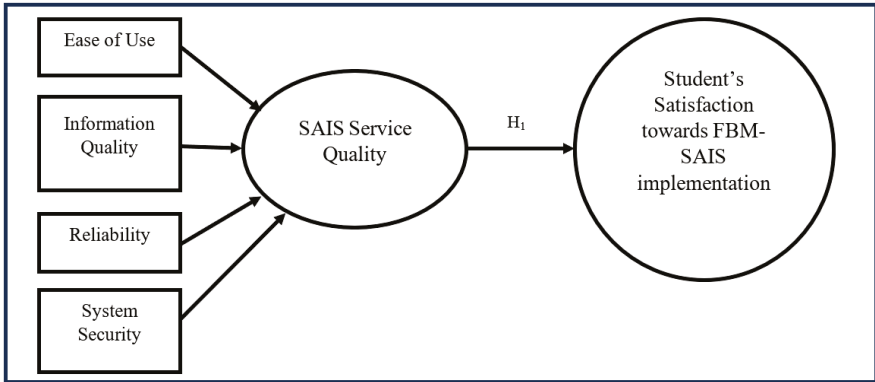 Ease of Use
Information
Quality
Reliability
System
Security
SAIS Service
Quality
H₁
Student’s
Satisfaction
towards FBM-
SAIS
implementation